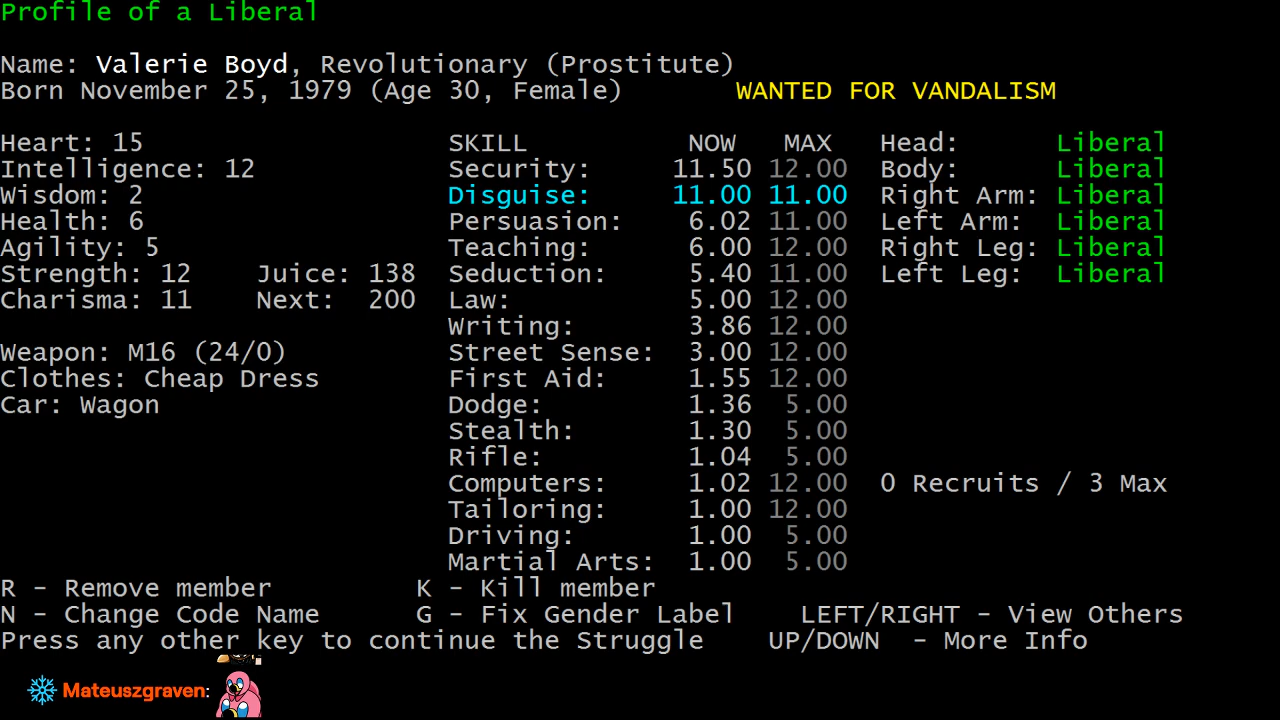 Profile of a Liberal
Name: Valerie Boyd, Revolutionary (Prostitute)
Born November 25, 1979 (Age 30, Female) WANTED FOR VANDALISM
Heart: 15 SKILL NOW MAX Head: Liberal
Intelligence: 12 Security: 11.50 12.00 Body: Liberal
Wisdom: 2 Disguise: 11.00 11.00 Right Arm: Liberal
Health: 6 Persuasion: 6.02 11.00 Left Arm: Liberal
Agility: 5 Teaching: 6.00 12.00 Right Leg: Liberal
Strength: 12 Juice: 138 Seduction: 5.40 11.00 Left Leg: Liberal
Charisma: 11 Next: 200 Law: 5.00 12.00
Writing: 3.86 12.00
Weapon: M16 (24/0) Street Sense: 3.00 12.00
Clothes: Cheap Dress First Aid: 1.55 12.00
Car: Wagon Dodge: 1.36 5.00
Stealth: 1.30 5.00
Rifle: 1.04 5.00
Computers: 1.02 12.00 0 Recruits / 3 Max
Tailoring: 1.00 12.00
Driving: 1.00 5.00
Martial Arts: 1.00 5.00
R - Remove member K - Kill member
N - Change Code Name G - Fix Gender Label LEFT/RIGHT - View Others
Press any other key to continue the Struggle UP/DOWN - More Info
Mateuszgraven: